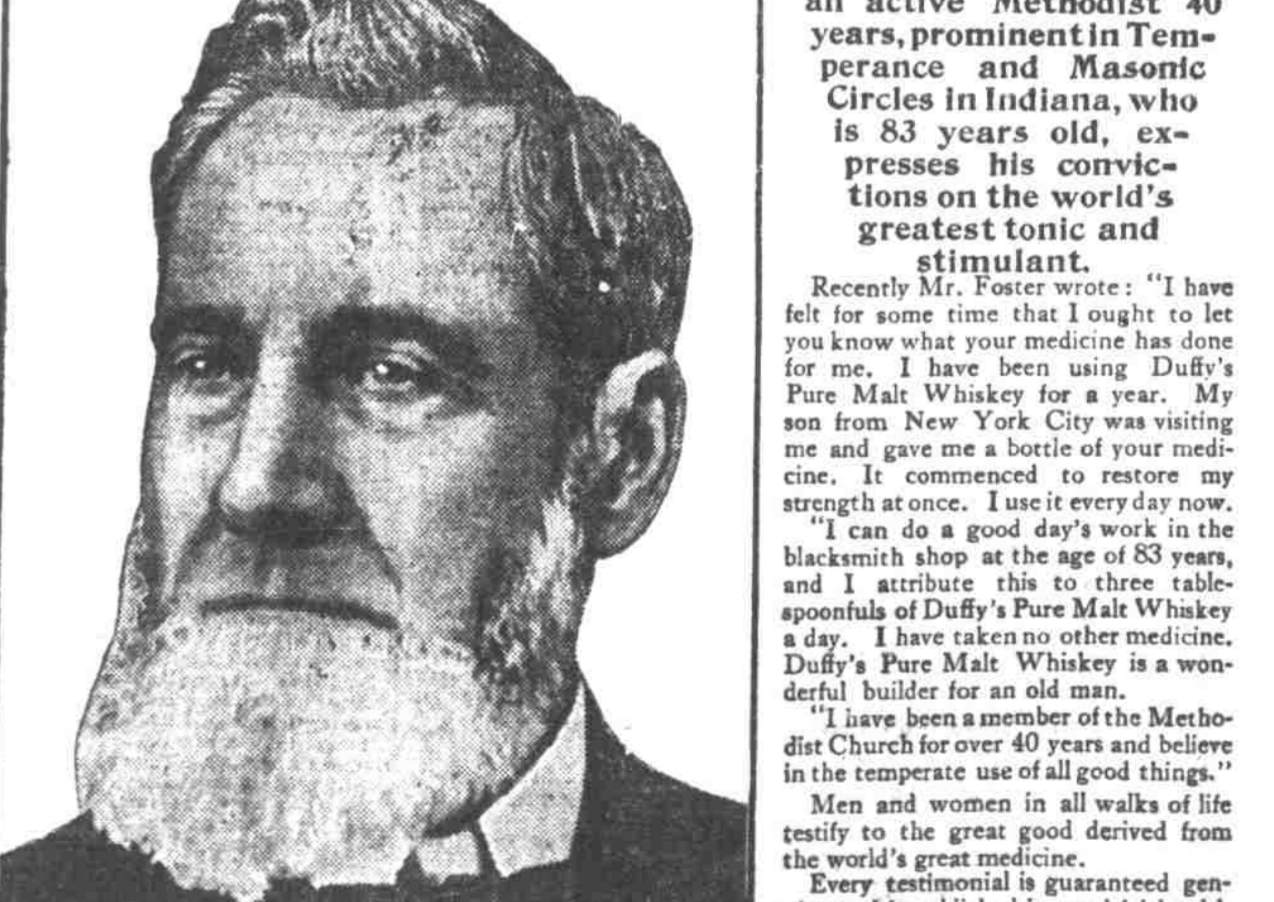 an active Methodist 40
years, prominent in Tem-
perance and Masonic
Circles in Indiana, who
is 83 years old, ex-
presses his convic-
tions on the world's
greatest tonic and
stimulant.
Recently Mr. Foster wrote: "I have
felt for some time that I ought to let
you know what your medicine has done
for me. I have been using Duffy's
Pure Malt Whiskey for a year. My
son from New York City was visiting
me and gave me a bottle of your medi-
cine. It commenced to restore my
strength at once. I use it every day now.
"I can do a good day's work in the
blacksmith shop at the age of 83 years,
and I attribute this to three table-
spoonfuls of Duffy's Pure Malt Whiskey
a day. I have taken no other medicine.
Duffy's Pure Malt Whiskey is a won-
derful builder for an old man.
"I have been a member of the Metho-
dist Church for over 40 years and believe
in the temperate use of all good things."
Men and women in all walks of life
testify to the great good derived from
the world's great medicine.
Every testimonial is guaranteed gen-